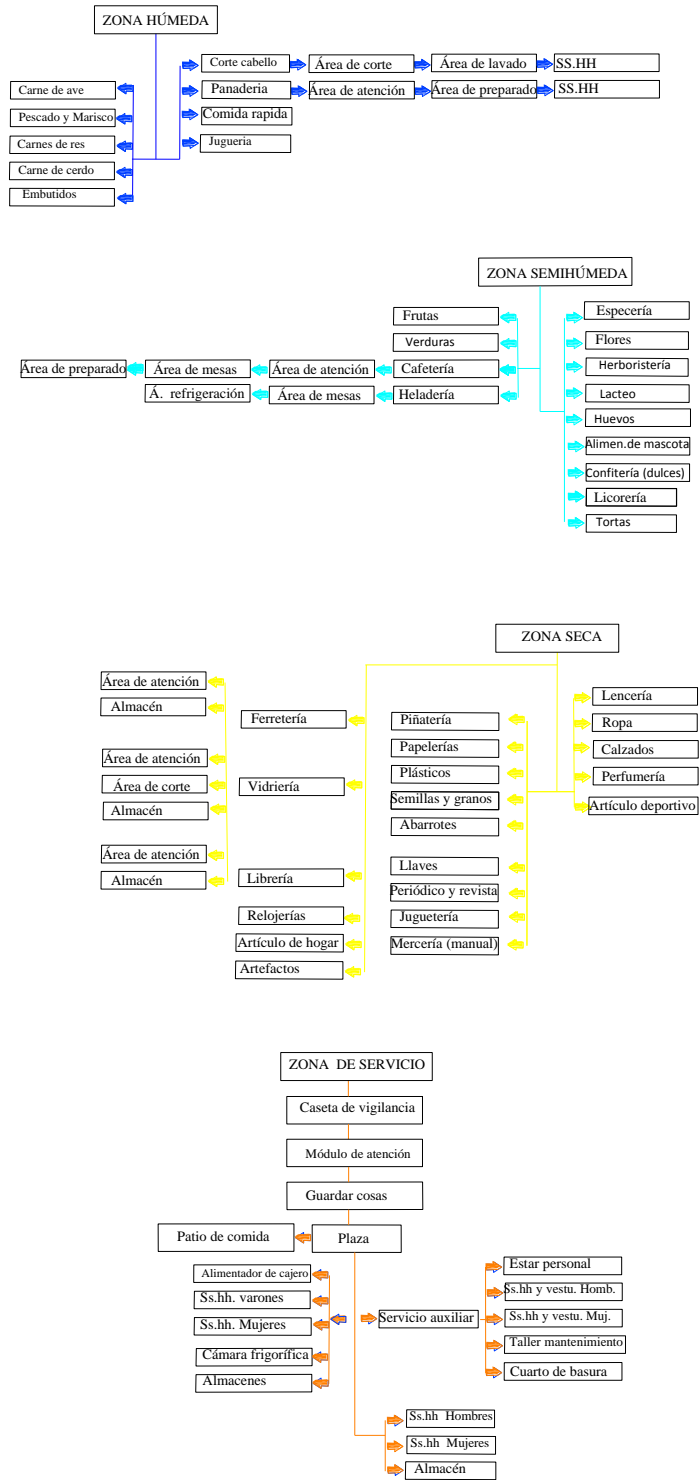 ZONA HÚMEDA
Corte cabello
Área de corte
Área de lavado
SS.HH
Carne de ave
Panaderia
Área de atención
Área de preparado
SS.HH
Pescado y Marisco
Comida rapida
Carnes de res
Jugueria
Carne de cerdo
Embutidos
ZONA SEMIHÚMEDA
Frutas
Especería
Verduras
Flores
Área de preparado
Área de mesas
Área de atención
Cafetería
Herboristería
Á. refrigeración
Área de mesas
Heladería
Lacteo
Huevos
Alimen.de mascota
Confitería (dulces)
Licorería
Tortas
ZONA SECA
Área de atención
Almacén
Ferretería
Área de atención
Área de corte
Almacén
Vidriería
Área de atención
Almacén
Librería
Relojerías
Artículo de hogar
Artefactos
Piñatería
Papelerías
Plásticos
Semillas y granos
Abarrotes
Llaves
Periódico y revista
Juguetería
Mercería (manual)
Lencería
Ropa
Calzados
Perfumería
Artículo deportivo
ZONA DE SERVICIO
Caseta de vigilancia
Módulo de atención
Guardar cosas
Patio de comida
Plaza
Alimentador de cajero
Ss.hh. varones
Ss.hh. Mujeres
Cámara frigorífica
Almacenes
Servicio auxiliar
Estar personal
Ss.hh y vestu. Homb.
Ss.hh y vestu. Muj.
Taller mantenimiento
Cuarto de basura
Ss.hh Hombres
Ss.hh Mujeres
Almacén